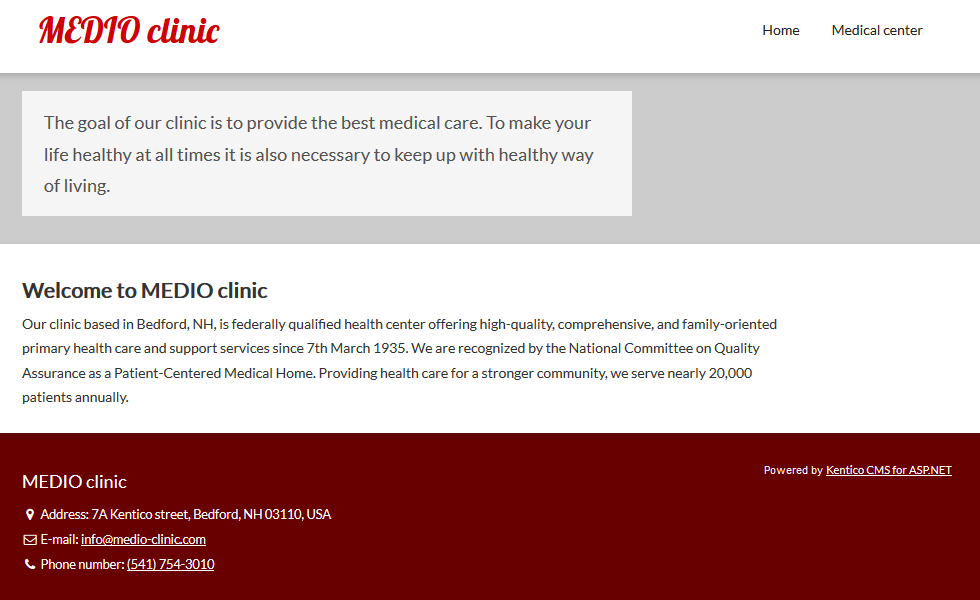 MEDIO clinic
Home
Medical center
The goal of our clinic is to provide the best medical care. To make your
life healthy at all times it is also necessary to keep up with healthy way
of living.
Welcome to MEDIO clinic
Our clinic based in Bedford, NH, is federally qualified health center offering high-quality, comprehensive, and family-oriented
primary health care and support services since 7th March 1935. We are recognized by the National Committee on Quality
Assurance as a Patient-Centered Medical Home. Providing health care for a stronger community, we serve nearly 20,000
patients annually.
MEDIO clinic
Address: 7A Kentico street, Bedford, NH 03110, USA
E-mail: info@medio-clinic.com
Phone number: (541) 754-3010
Powered by Kentico CMS for ASP.NET